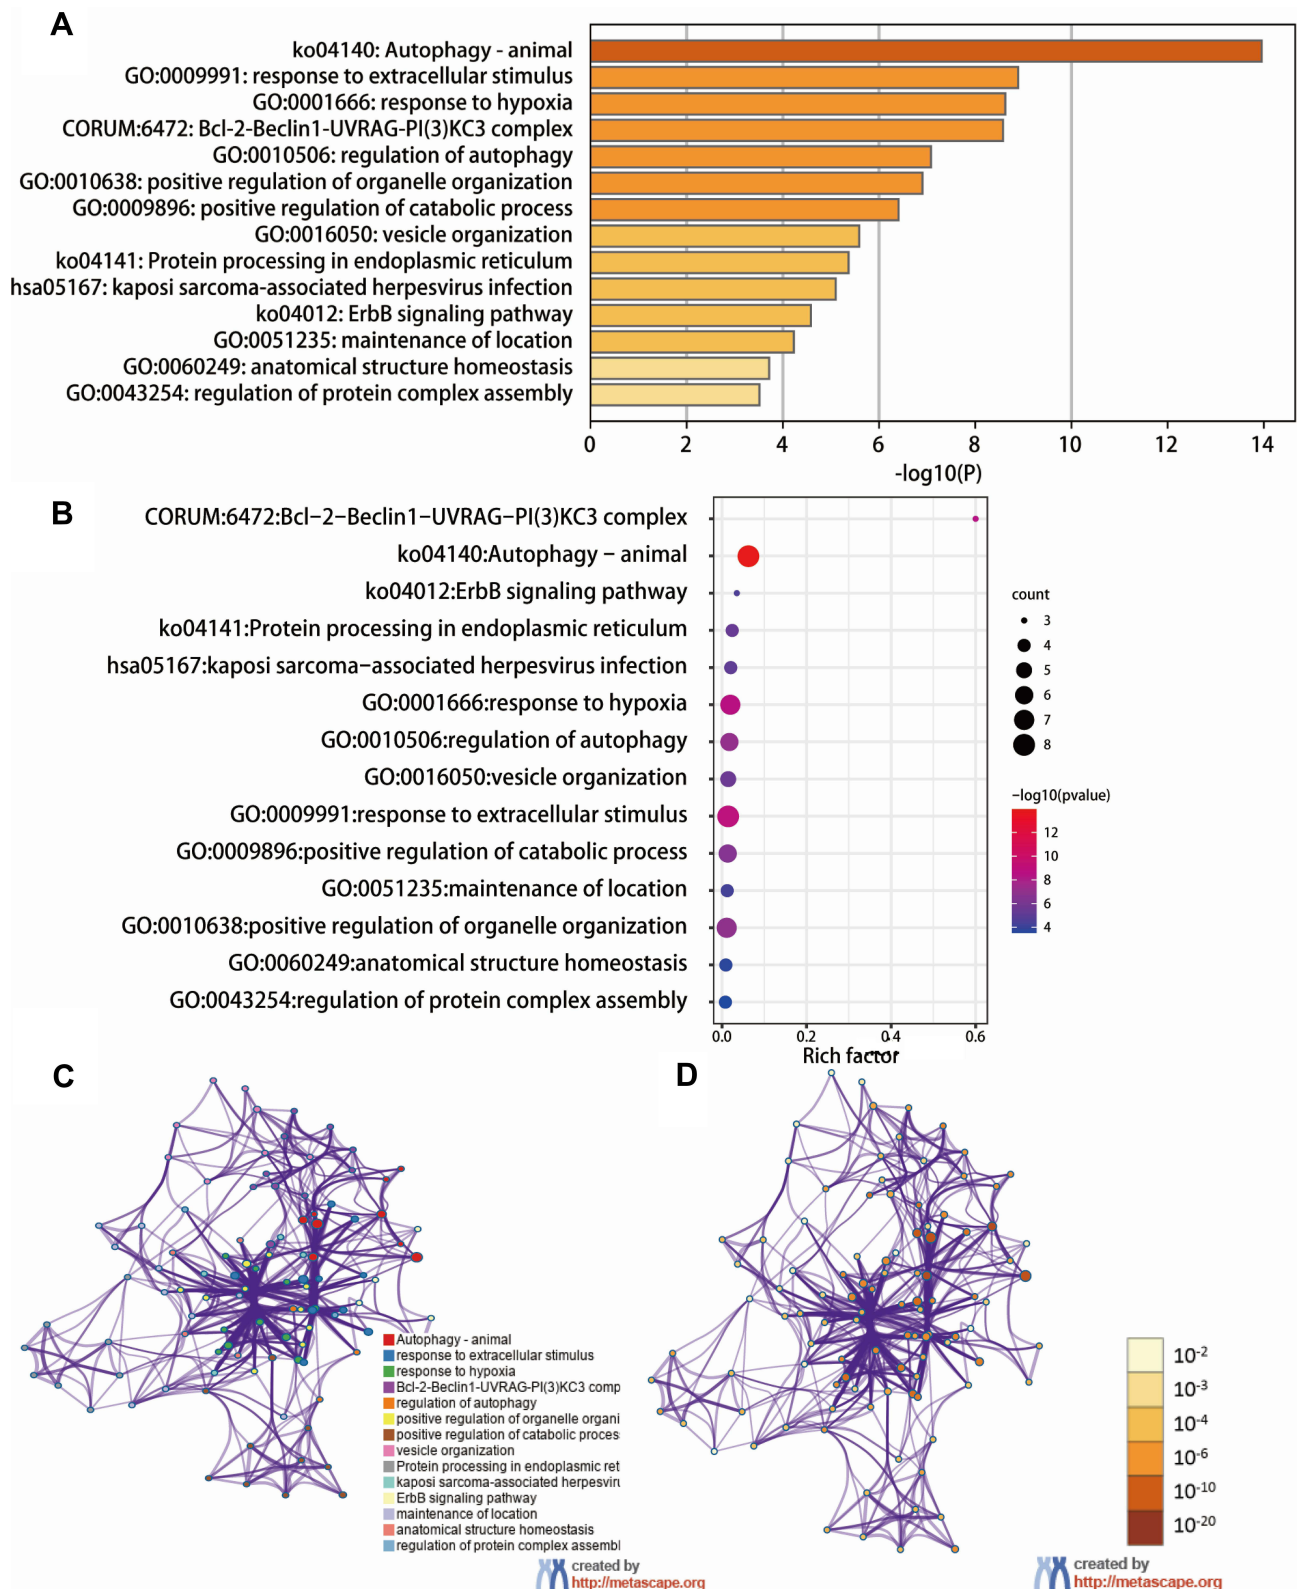 A
ko04140: Autophagy - animal
GO:0009991: response to extracellular stimulus
GO:0001666: response to hypoxia
CORUM:6472: Bcl-2-Beclin1-UVRAG-PI(3)KC3 complex
GO:0010506: regulation of autophagy
GO:0010638: positive regulation of organelle organization
GO:0009896: positive regulation of catabolic process
GO:0016050: vesicle organization
ko04141: Protein processing in endoplasmic reticulum
hsa05167: kaposi sarcoma-associated herpesvirus infection
ko04012: ErbB signaling pathway
GO:0051235: maintenance of location
GO:0060249: anatomical structure homeostasis
GO:0043254: regulation of protein complex assembly
0 2 4 6 8 10 12 14
-log10(P)
B
CORUM:6472:Bcl−2−Beclin1−UVRAG−PI(3)KC3 complex
ko04140:Autophagy − animal
ko04012:ErbB signaling pathway
ko04141:Protein processing in endoplasmic reticulum
hsa05167:kaposi sarcoma−associated herpesvirus infection
GO:0001666:response to hypoxia
GO:0010506:regulation of autophagy
GO:0016050:vesicle organization
GO:0009991:response to extracellular stimulus
GO:0009896:positive regulation of catabolic process
GO:0051235:maintenance of location
GO:0010638:positive regulation of organelle organization
GO:0060249:anatomical structure homeostasis
GO:0043254:regulation of protein complex assembly
0.0 0.2 0.4 0.6
Rich factor
count
3
4
5
6
7
8
−log10(pvalue)
12
10
8
6
4
C
Autophagy - animal
response to extracellular stimulus
response to hypoxia
Bcl-2-Beclin1-UVRAG-PI(3)KC3 comp
regulation of autophagy
positive regulation of organelle organi
positive regulation of catabolic proces
vesicle organization
Protein processing in endoplasmic ret
kaposi sarcoma-associated herpesviru
ErbB signaling pathway
maintenance of location
anatomical structure homeostasis
regulation of protein complex assembl
created by
http://metascape.org
D
10-2
10-3
10-4
10-6
10-10
10-20
created by
http://metascape.org